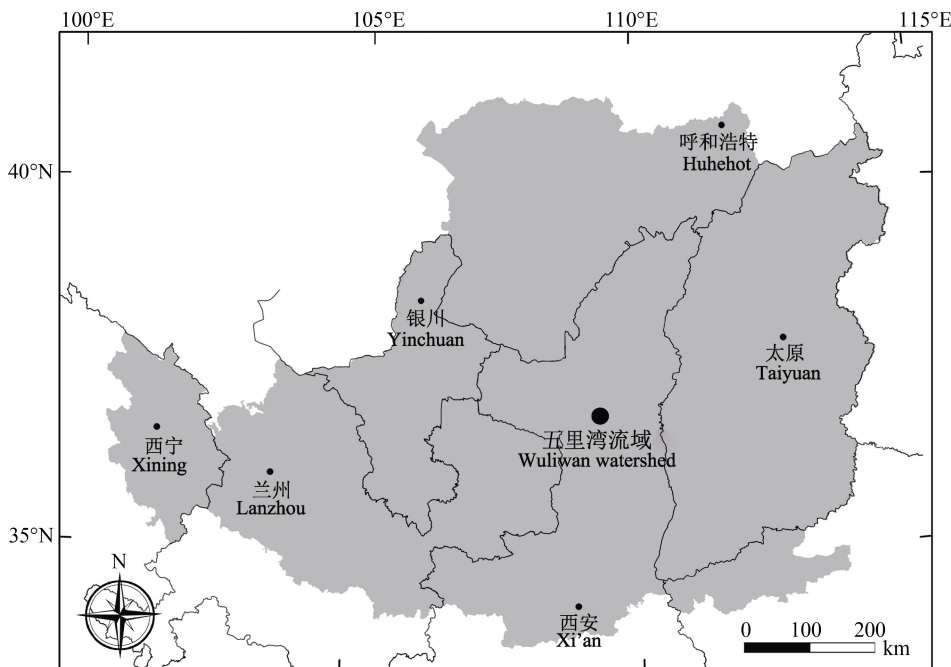 100°E
105°E
110°E
115°E
呼和浩特
Huhehot
40°N
银川
Yinchuan
太原
Taiyuan
五里湾流域
Wuliwan watershed
西宁
Xining
兰州
Lanzhou
35°N
N
西安
Xi'an
0 100 200
km